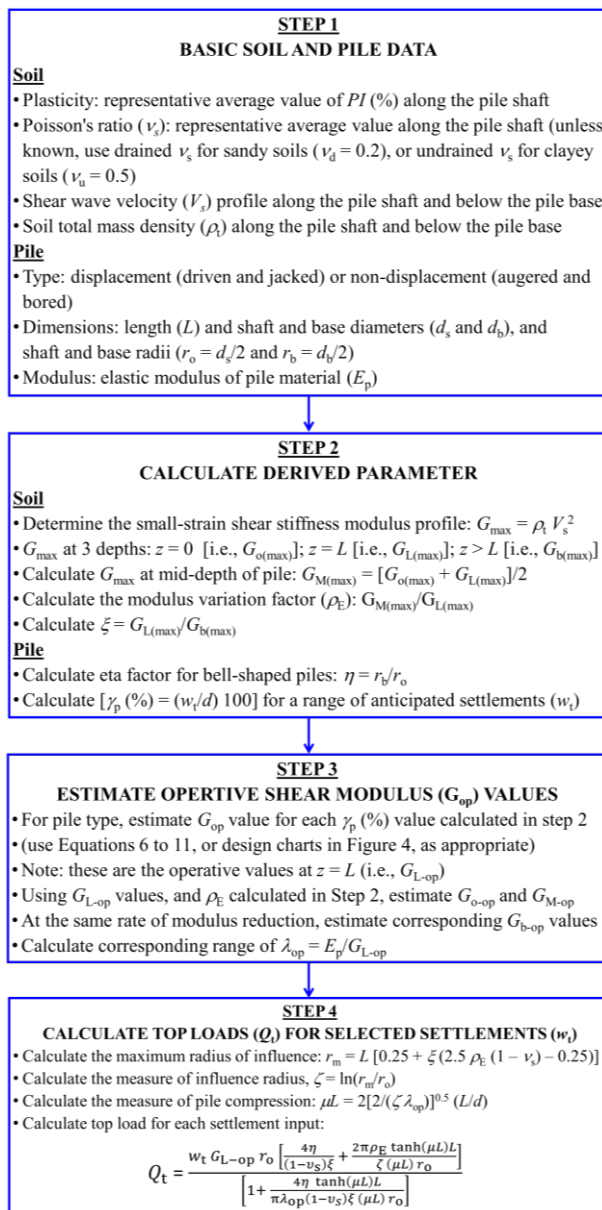 STEP 1
BASIC SOIL AND PILE DATA
Soil
• Plasticity: representative average value of PI (%) along the pile shaft
• Poisson's ratio (νs): representative average value along the pile shaft (unless
known, use drained νs for sandy soils (νd = 0.2), or undrained νs for clayey
soils (νu = 0.5)
• Shear wave velocity (Vs) profile along the pile shaft and below the pile base
• Soil total mass density (ρt) along the pile shaft and below the pile base
Pile
• Type: displacement (driven and jacked) or non-displacement (augered and
bored)
• Dimensions: length (L) and shaft and base diameters (ds and db), and
shaft and base radii (ro = ds/2 and rb = db/2)
• Modulus: elastic modulus of pile material (Ep)
STEP 2
CALCULATE DERIVED PARAMETER
Soil
• Determine the small-strain shear stiffness modulus profile: Gmax = ρt Vs²
• Gmax at 3 depths: z = 0 [i.e., Go(max)]; z = L [i.e., GL(max)]; z > L [i.e., Gb(max)]
• Calculate Gmax at mid-depth of pile: GM(max) = [Go(max) + GL(max)]/2
• Calculate the modulus variation factor (ρE): GM(max)/GL(max)
• Calculate ξ = GL(max)/Gb(max)
Pile
• Calculate eta factor for bell-shaped piles: η = rb/ro
• Calculate [γp (%) = (wt/d) 100] for a range of anticipated settlements (wt)
STEP 3
ESTIMATE OPERTIVE SHEAR MODULUS (Gop) VALUES
• For pile type, estimate Gop value for each γp (%) value calculated in step 2
• (use Equations 6 to 11, or design charts in Figure 4, as appropriate)
• Note: these are the operative values at z = L (i.e., GL-op)
• Using GL-op values, and ρE calculated in Step 2, estimate Go-op and GM-op
• At the same rate of modulus reduction, estimate corresponding Gb-op values
• Calculate corresponding range of λop = Ep/GL-op
STEP 4
CALCULATE TOP LOADS (Qt) FOR SELECTED SETTLEMENTS (wt)
• Calculate the maximum radius of influence: rm = L [0.25 + ξ(2.5 ρE (1 – νs) – 0.25)]
• Calculate the measure of influence radius, ζ = ln(rm/ro)
• Calculate the measure of pile compression: μL = 2[2/(ζ λop)]^0.5 (L/d)
• Calculate top load for each settlement input:
Qt = wt GL−op ro [4η/((1−υs)ξ) + 2πρE tanh(μL)L/(ζ (μL) ro)] / [1+ 4η tanh(μL)L/(πλop(1−υs)ξ (μL) ro)]